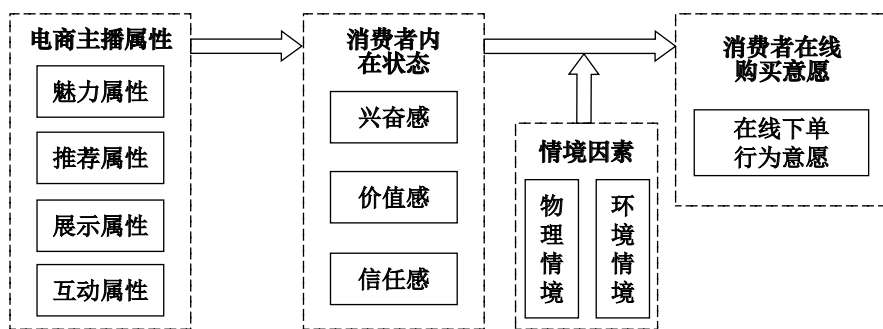 电商主播属性
魅力属性
推荐属性
展示属性
互动属性
消费者内
在状态
兴奋感
价值感
信任感
情境因素
物理情境
环境情境
消费者在线
购买意愿
在线下单
行为意愿